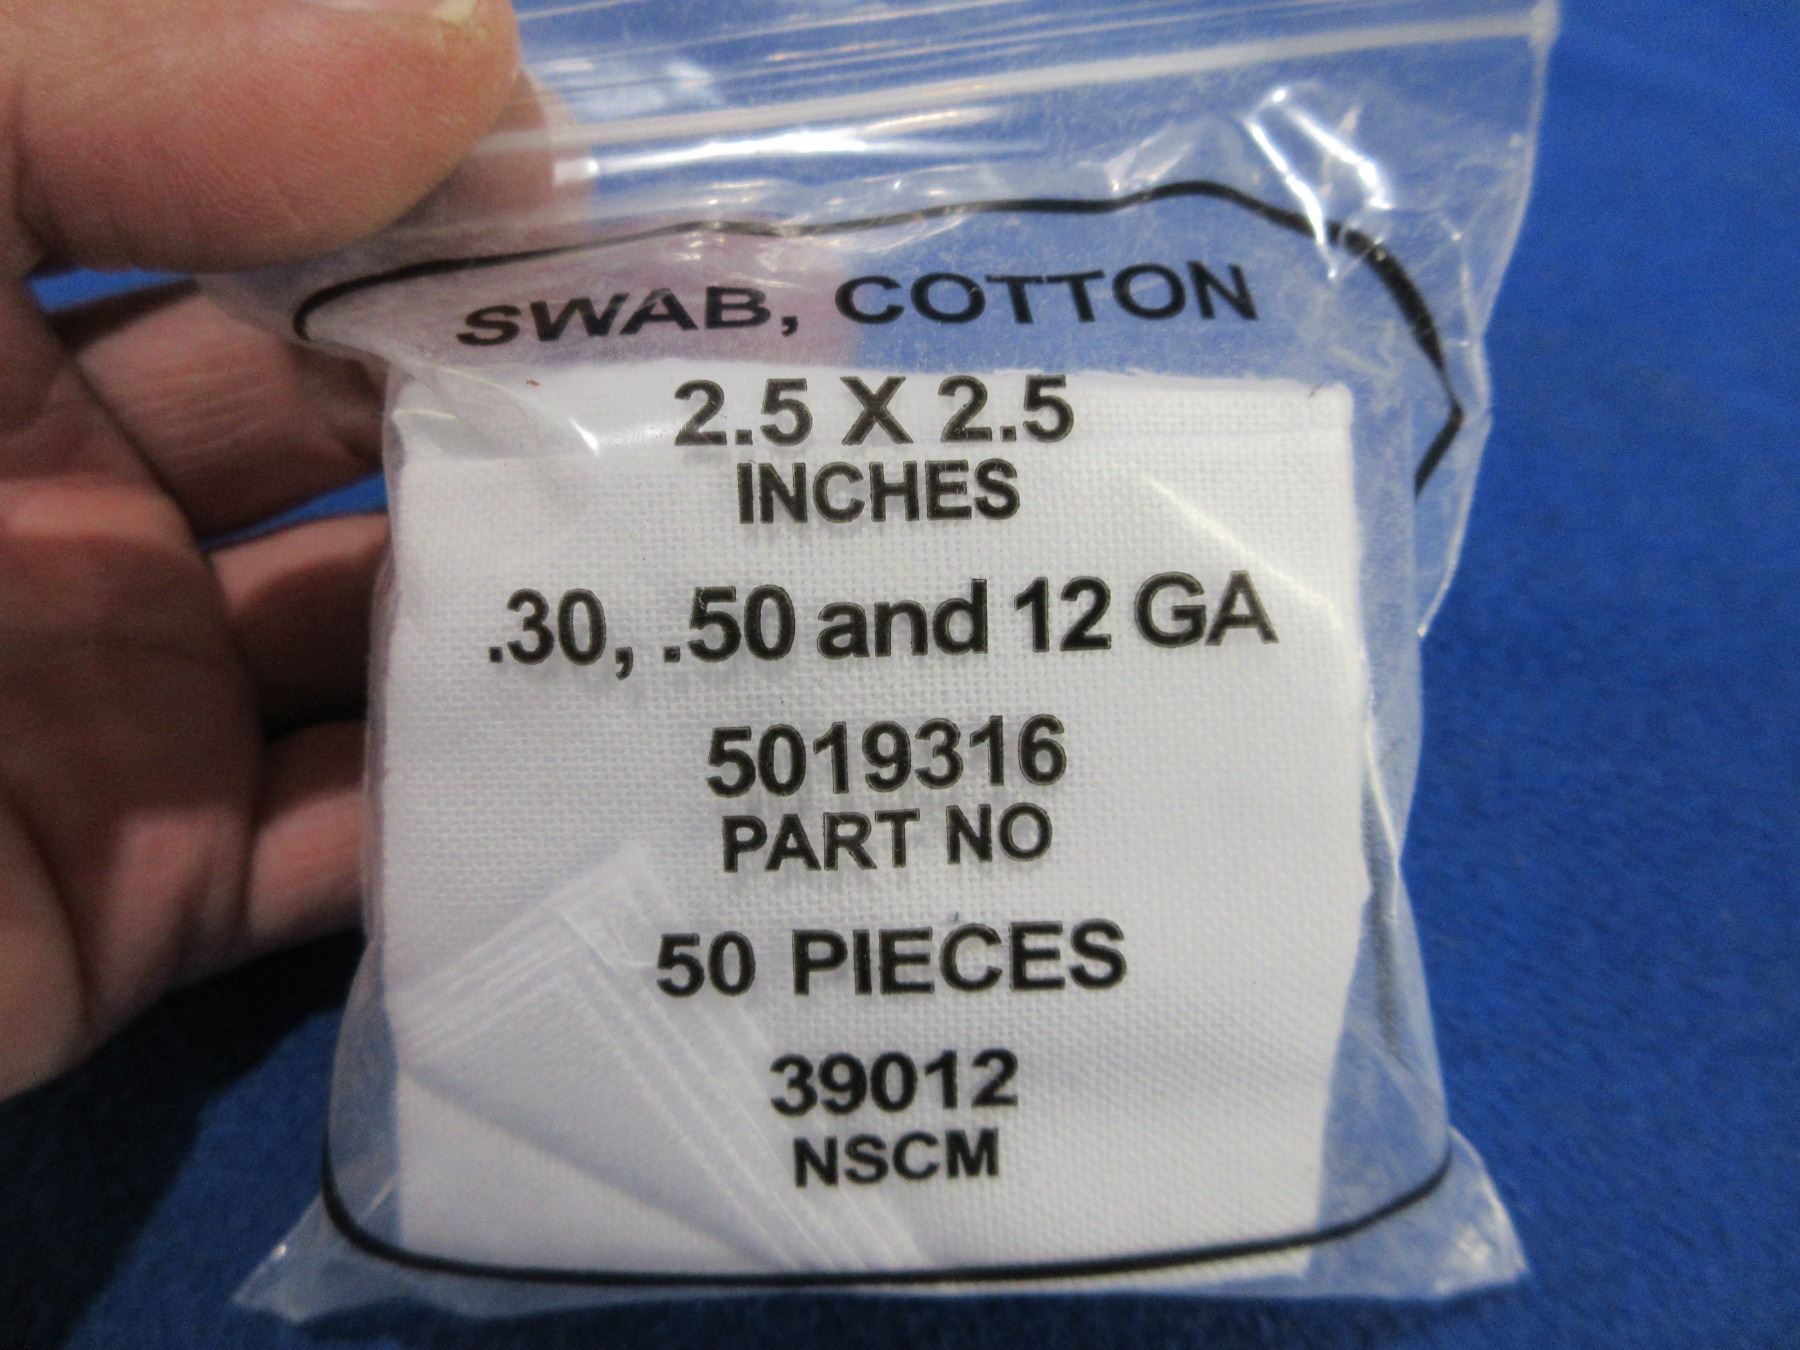 SWAB, COTTON
2.5 X 2.5
INCHES
.30, .50 and 12 GA
5019316
PART NO
50 PIECES
39012
NSCM